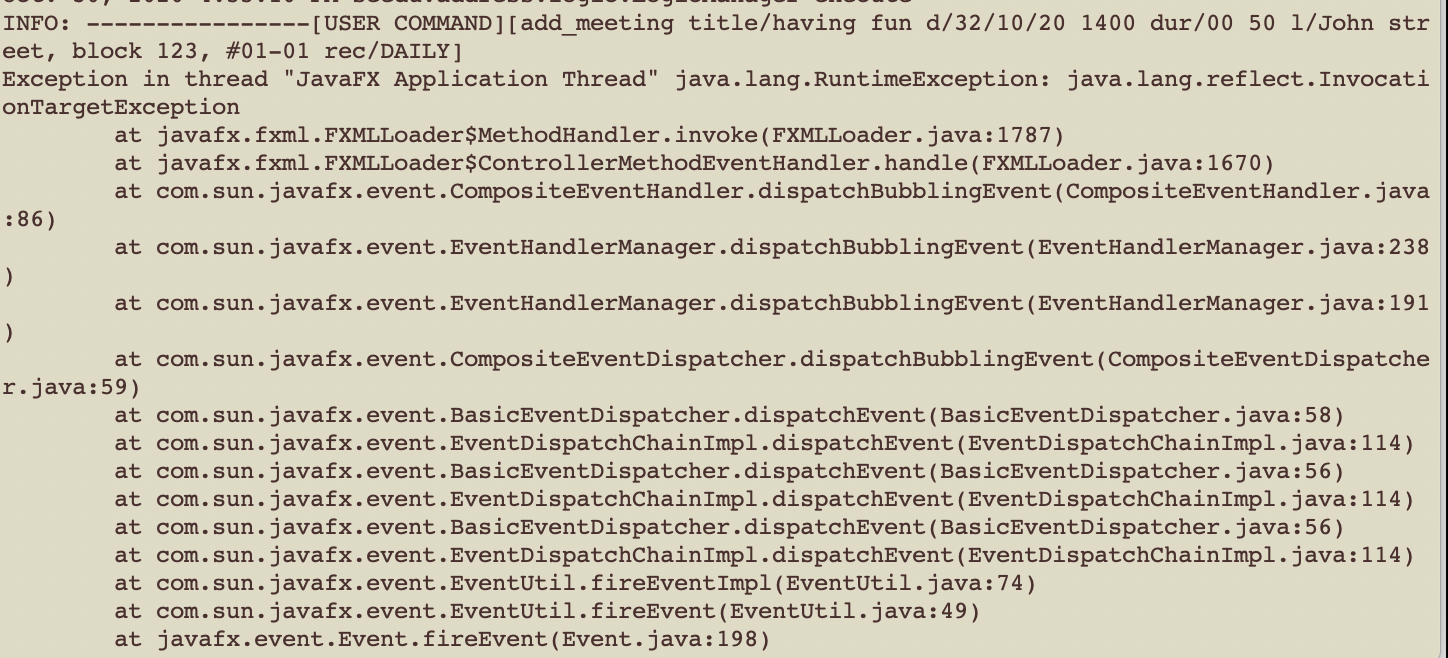 INFO: ----------------[USER COMMAND][add_meeting title/having fun d/32/10/20 1400 dur/00 50 l/John str
eet, block 123, #01-01 rec/DAILY]
Exception in thread "JavaFX Application Thread" java.lang.RuntimeException: java.lang.reflect.Invocati
onTargetException
        at javafx.fxml.FXMLLoader$MethodHandler.invoke(FXMLLoader.java:1787)
        at javafx.fxml.FXMLLoader$ControllerMethodEventHandler.handle(FXMLLoader.java:1670)
        at com.sun.javafx.event.CompositeEventHandler.dispatchBubblingEvent(CompositeEventHandler.java
:86)
        at com.sun.javafx.event.EventHandlerManager.dispatchBubblingEvent(EventHandlerManager.java:238
)
        at com.sun.javafx.event.EventHandlerManager.dispatchBubblingEvent(EventHandlerManager.java:191
)
        at com.sun.javafx.event.CompositeEventDispatcher.dispatchBubblingEvent(CompositeEventDispatche
r.java:59)
        at com.sun.javafx.event.BasicEventDispatcher.dispatchEvent(BasicEventDispatcher.java:58)
        at com.sun.javafx.event.EventDispatchChainImpl.dispatchEvent(EventDispatchChainImpl.java:114)
        at com.sun.javafx.event.BasicEventDispatcher.dispatchEvent(BasicEventDispatcher.java:56)
        at com.sun.javafx.event.EventDispatchChainImpl.dispatchEvent(EventDispatchChainImpl.java:114)
        at com.sun.javafx.event.BasicEventDispatcher.dispatchEvent(BasicEventDispatcher.java:56)
        at com.sun.javafx.event.EventDispatchChainImpl.dispatchEvent(EventDispatchChainImpl.java:114)
        at com.sun.javafx.event.EventUtil.fireEventImpl(EventUtil.java:74)
        at com.sun.javafx.event.EventUtil.fireEvent(EventUtil.java:49)
        at javafx.event.Event.fireEvent(Event.java:198)